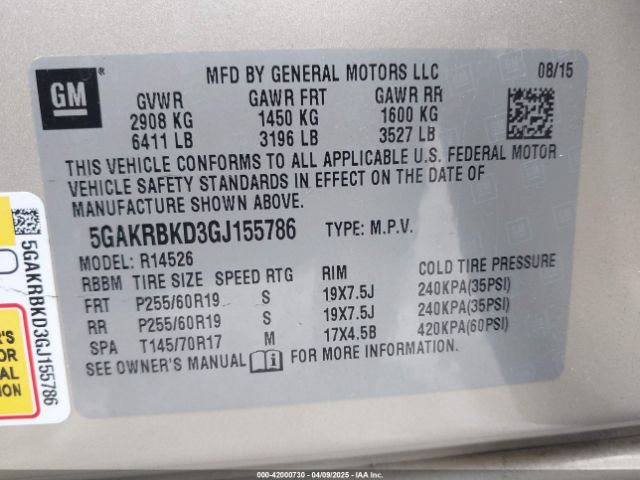 GM
MFD BY GENERAL MOTORS LLC 08/15
GVWR GAWR FRT GAWR RR
2908 KG 1450 KG 1600 KG
6411 LB 3196 LB 3527 LB
THIS VEHICLE CONFORMS TO ALL APPLICABLE U.S. FEDERAL MOTOR
VEHICLE SAFETY STANDARDS IN EFFECT ON THE DATE OF
MANUFACTURE SHOWN ABOVE.
5GAKRBKD3GJ155786 TYPE: M.P.V.
MODEL: R14526
RBBM TIRE SIZE SPEED RTG RIM COLD TIRE PRESSURE
FRT P255/60R19 S 19X7.5J 240KPA(35PSI)
RR P255/60R19 S 19X7.5J 240KPA(35PSI)
SPA T145/70R17 M 17X4.5B 420KPA(60PSI)
SEE OWNER'S MANUAL FOR MORE INFORMATION
5GAKRBKD3GJ155786
R'S
OR
AL
ION
000-42000730 - 04/09/2025 - IAA Inc.